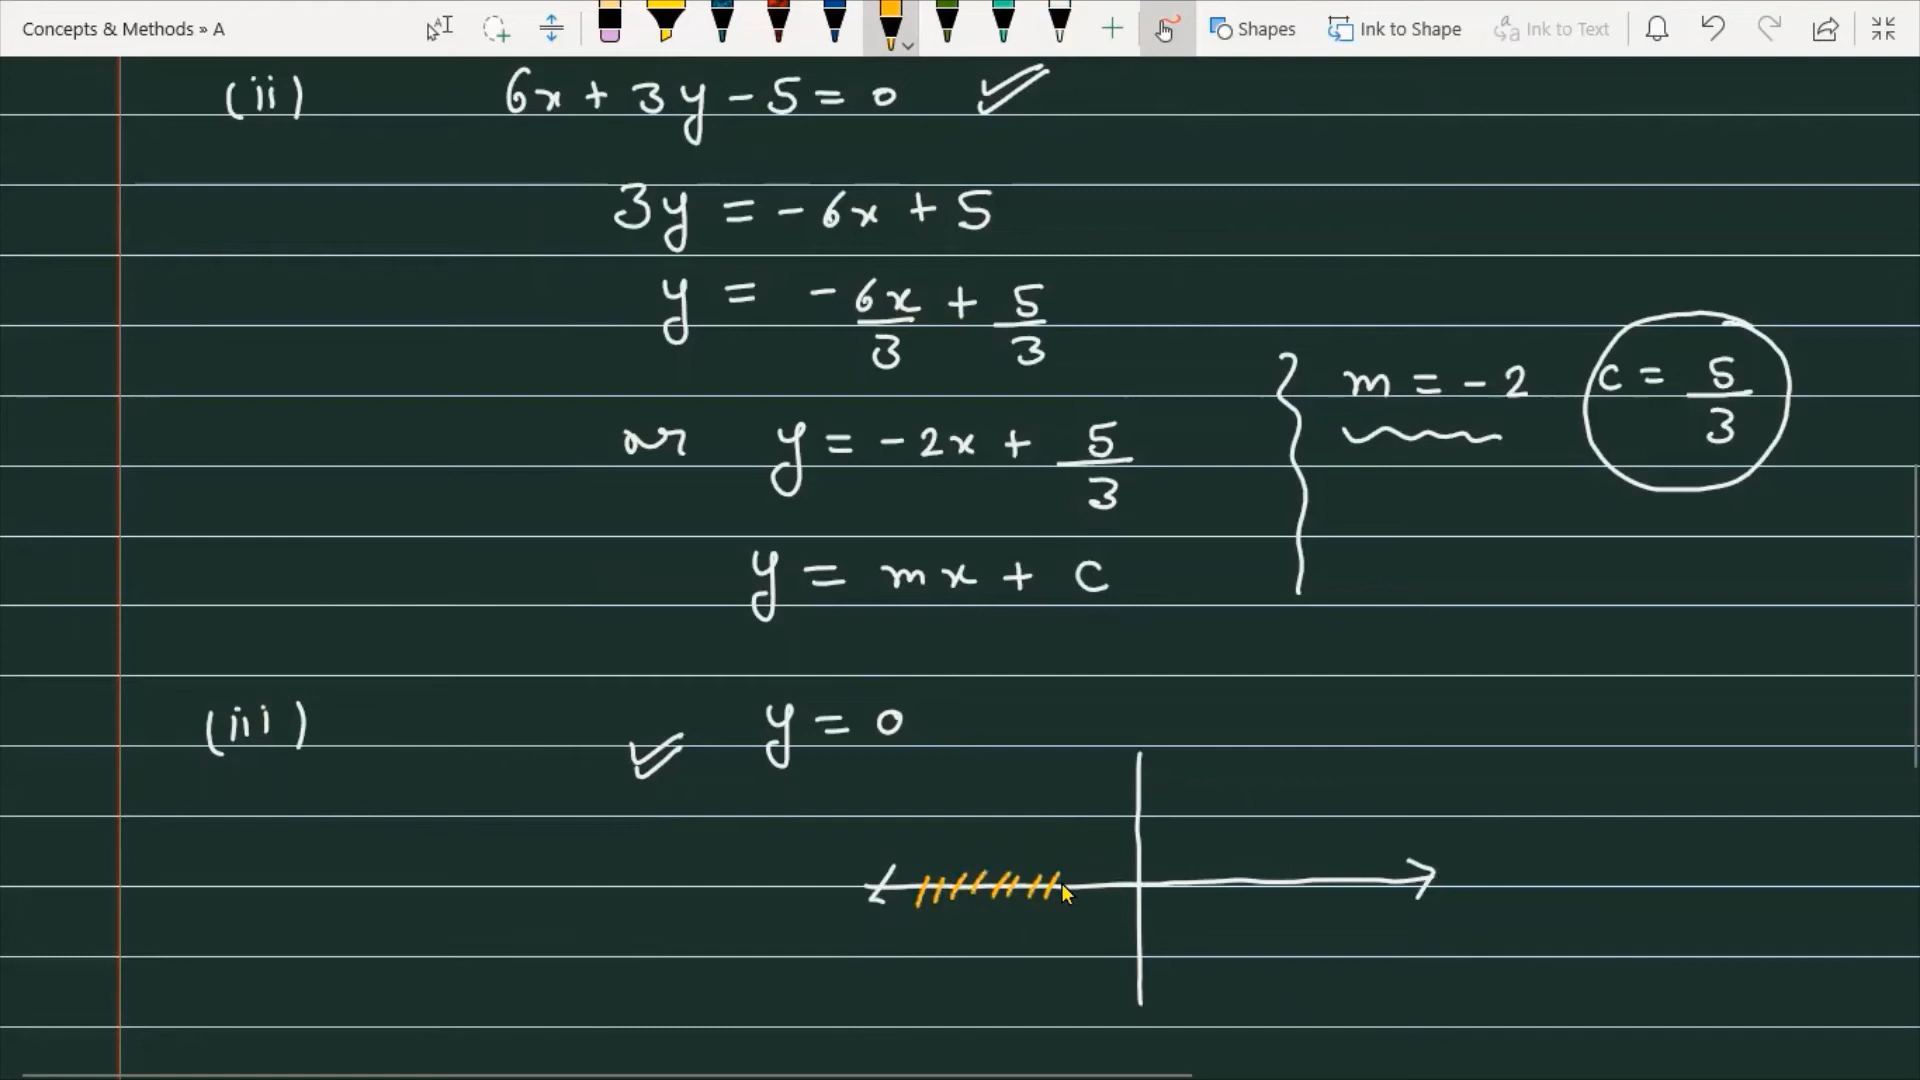 Concepts & Methods » A
Shapes
Ink to Shape
Ink to Text
(ii) 6x + 3y - 5 = 0
3y = - 6x + 5
y = - 6x/3 + 5/3
m = - 2 c = 5/3
or y = - 2x + 5/3
y = mx + c
(iii) y = 0